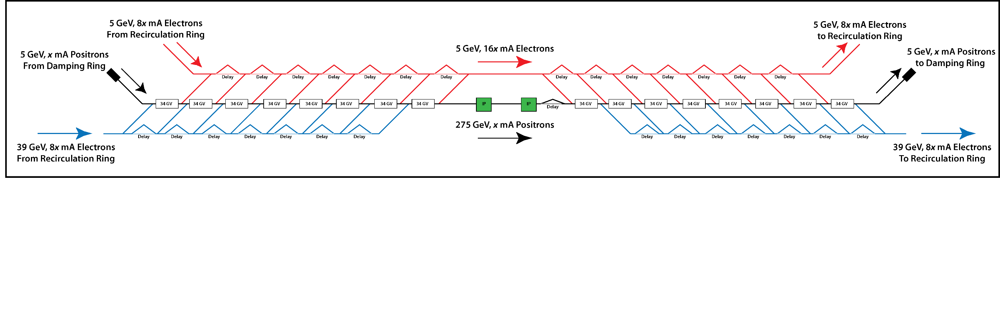 5 GeV, 8x mA Electrons
From Recirculation Ring
5 GeV, x mA Positrons
From Damping Ring
5 GeV, 16x mA Electrons
5 GeV, 8x mA Electrons
to Recirculation Ring
5 GeV, x mA Positrons
to Damping Ring
Delay Delay Delay Delay Delay Delay Delay Delay Delay Delay Delay Delay Delay Delay
34 GV 34 GV 34 GV 34 GV 34 GV 34 GV 34 GV 34 GV IP IP Delay 34 GV 34 GV 34 GV 34 GV 34 GV 34 GV 34 GV 34 GV
275 GeV, x mA Positrons
Delay Delay Delay Delay Delay Delay Delay Delay Delay Delay Delay Delay Delay Delay
39 GeV, 8x mA Electrons
From Recirculation Ring
39 GeV, 8x mA Electrons
To Recirculation Ring